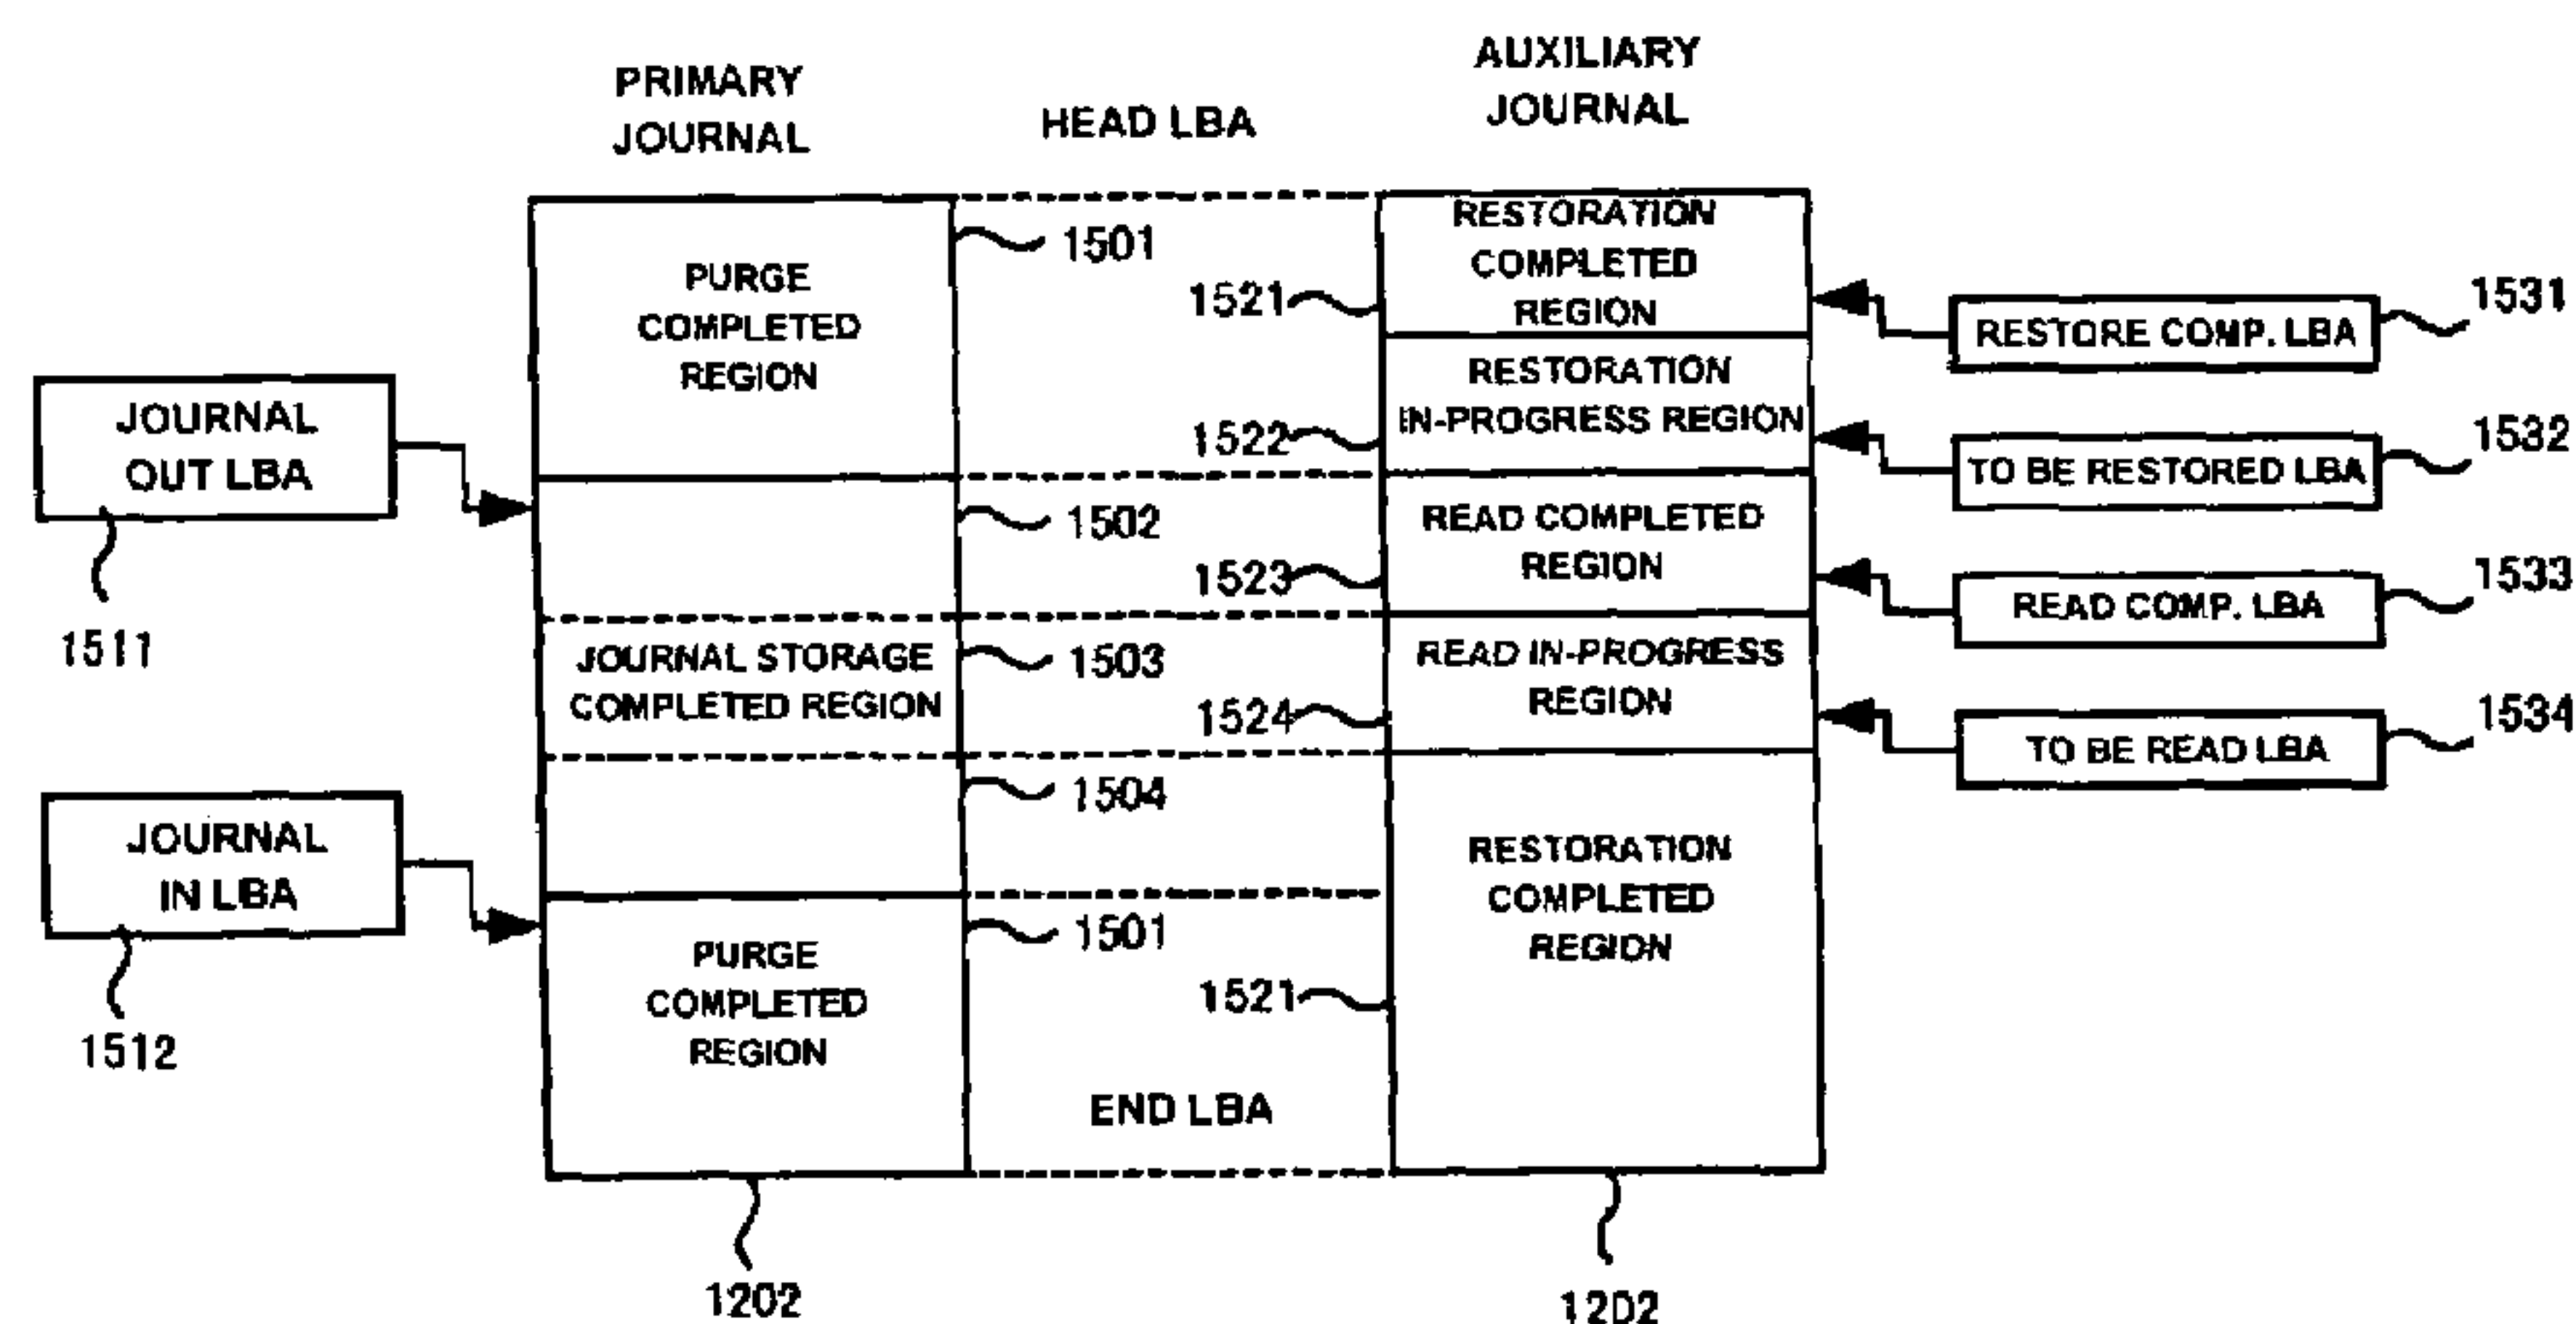 PRIMARY
JOURNAL
HEAD LBA
AUXILIARY
JOURNAL
PURGE
COMPLETED
REGION
1501
1502
JOURNAL STORAGE
COMPLETED REGION
1503
1504
PURGE
COMPLETED
REGION
1501
END LBA
JOURNAL
OUT LBA
1511
JOURNAL
IN LBA
1512
RESTORATION
COMPLETED
REGION
1521
RESTORATION
IN-PROGRESS REGION
1522
READ COMPLETED
REGION
1523
READ IN-PROGRESS
REGION
1524
RESTORATION
COMPLETED
REGION
1521
RESTORE COMP. LBA
1531
TO BE RESTORED LBA
1532
READ COMP. LBA
1533
TO BE READ LBA
1534
1202
1202